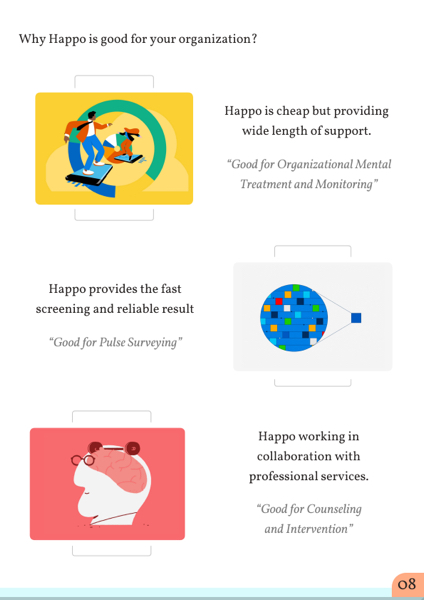 Why Happo is good for your organization?
Happo is cheap but providing
wide length of support.
“Good for Organizational Mental
Treatment and Monitoring”
Happo provides the fast
screening and reliable result
“Good for Pulse Surveying”
Happo working in
collaboration with
professional services.
“Good for Counseling
and Intervention”
08